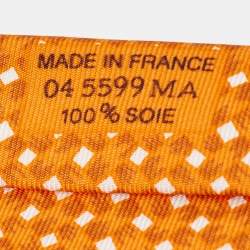 MADE IN FRANCE
04 5599 MA
100 % SOIE